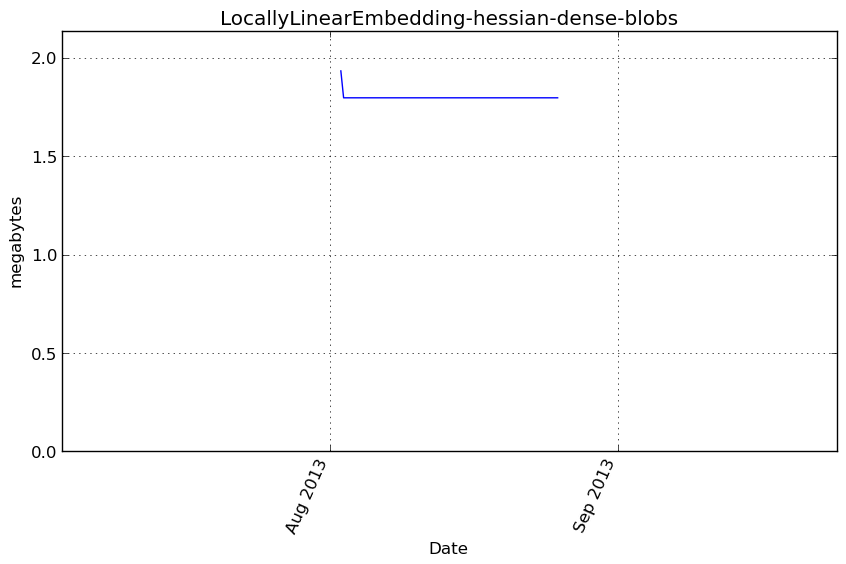 LocallyLinearEmbedding-hessian-dense-blobs
2.0
1.5
1.0
0.5
0.0
megabytes
Aug 2013
Sep 2013
Date